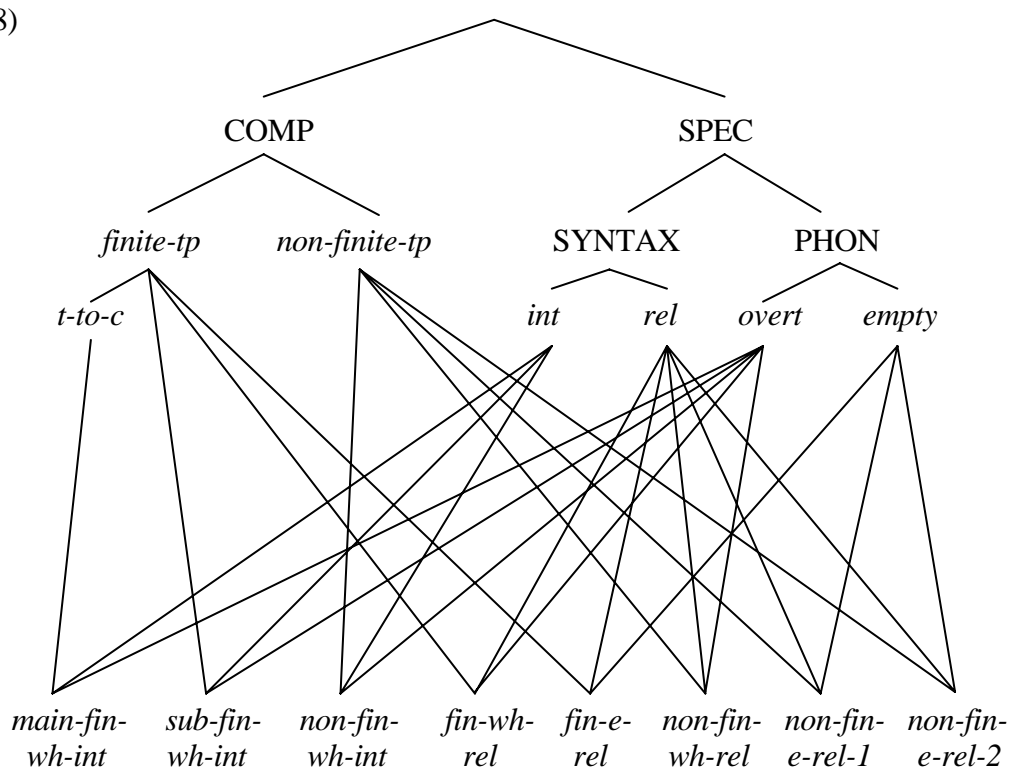 8)
COMP SPEC
finite-tp non-finite-tp SYNTAX PHON
t-to-c int rel overt empty
main-fin- sub-fin- non-fin- fin-wh- fin-e- non-fin- non-fin- non-fin-
wh-int wh-int wh-int rel rel wh-rel e-rel-1 e-rel-2